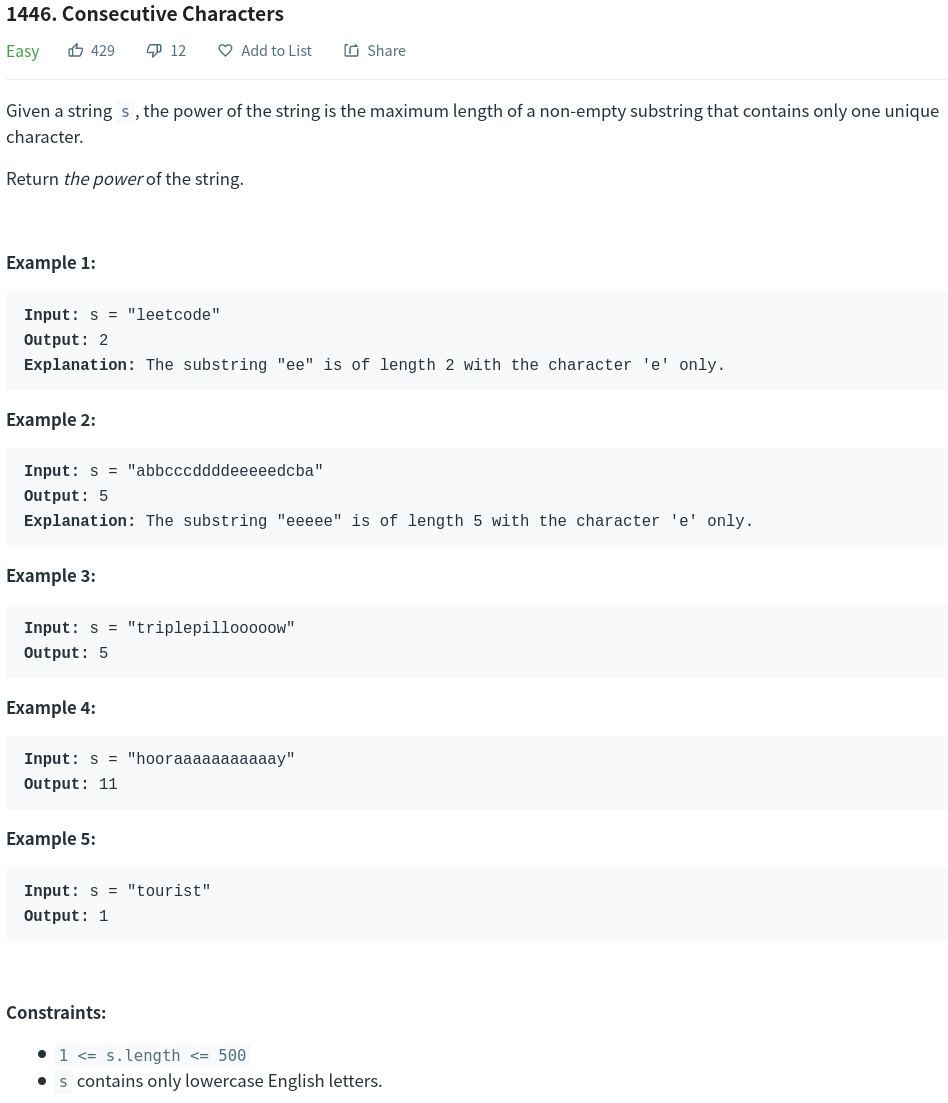 1446. Consecutive Characters
Easy 429 12 Add to List Share
Given a string s , the power of the string is the maximum length of a non-empty substring that contains only one unique
character.
Return the power of the string.
Example 1:
Input: s = "leetcode"
Output: 2
Explanation: The substring "ee" is of length 2 with the character 'e' only.
Example 2:
Input: s = "abbcccddddeeeeedcba"
Output: 5
Explanation: The substring "eeeee" is of length 5 with the character 'e' only.
Example 3:
Input: s = "triplepillooooow"
Output: 5
Example 4:
Input: s = "hooraaaaaaaaaaay"
Output: 11
Example 5:
Input: s = "tourist"
Output: 1
Constraints:
1 <= s.length <= 500
s contains only lowercase English letters.